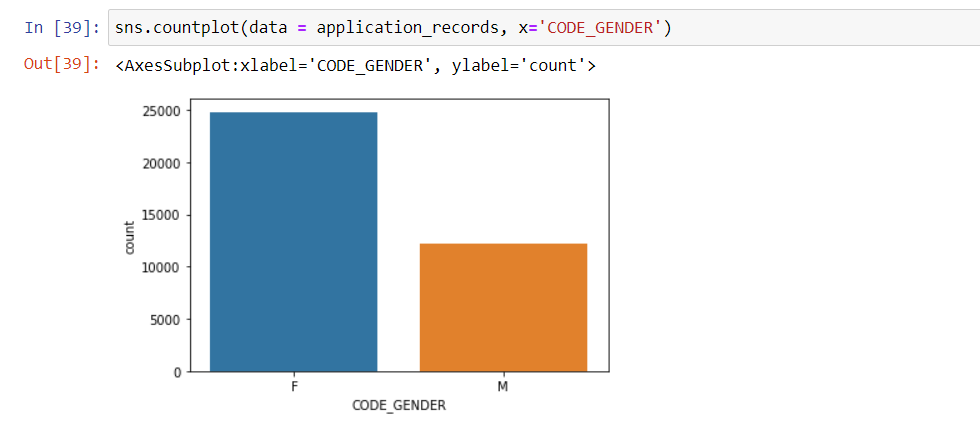 In [39]: sns.countplot(data = application_records, x='CODE_GENDER')
Out[39]: <AxesSubplot:xlabel='CODE_GENDER', ylabel='count'>
25000
20000
15000
10000
5000
0
count
F M
CODE_GENDER